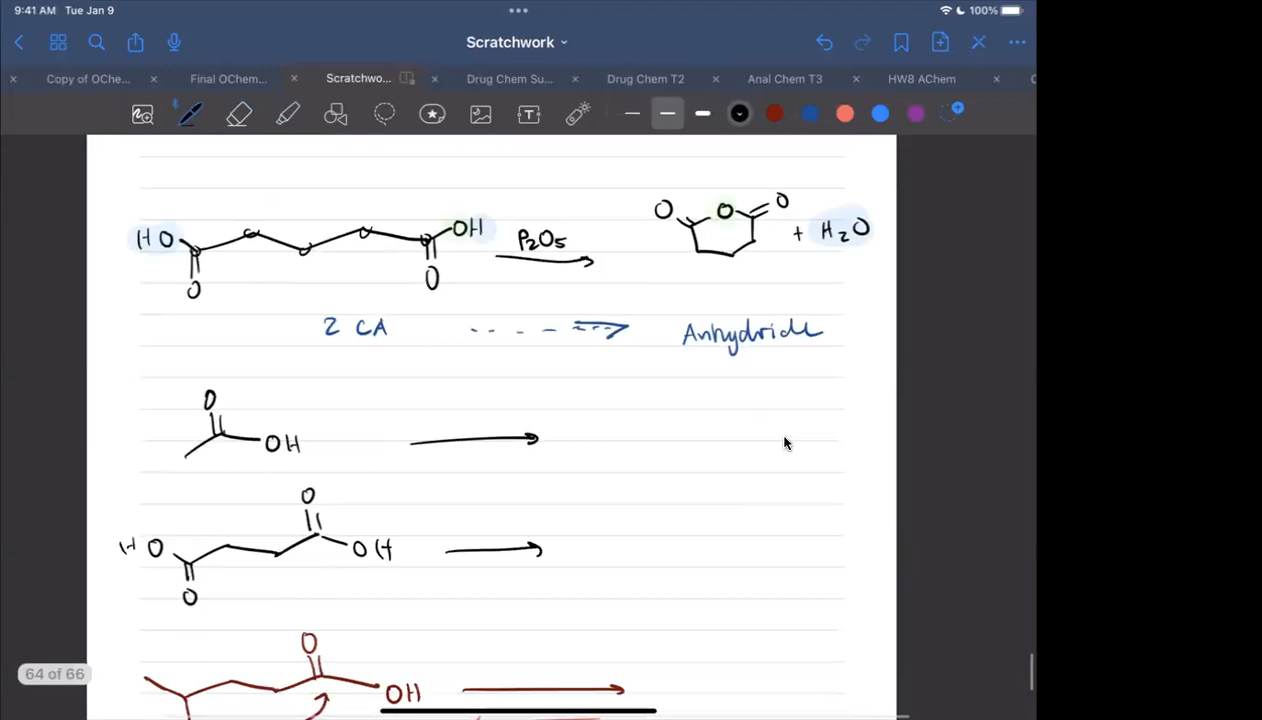 9:41 AM Tue Jan 9
100%
Scratchwork
Copy of OChe...
Final OChem...
Scratchwo...
Drug Chem Su...
Drug Chem T2
Anal Chem T3
HW8 AChem
HO OH P2O5 O O O + H2O
O O
2 CA Anhydride
O
OH
O
HO OH
O
64 of 66
O
OH